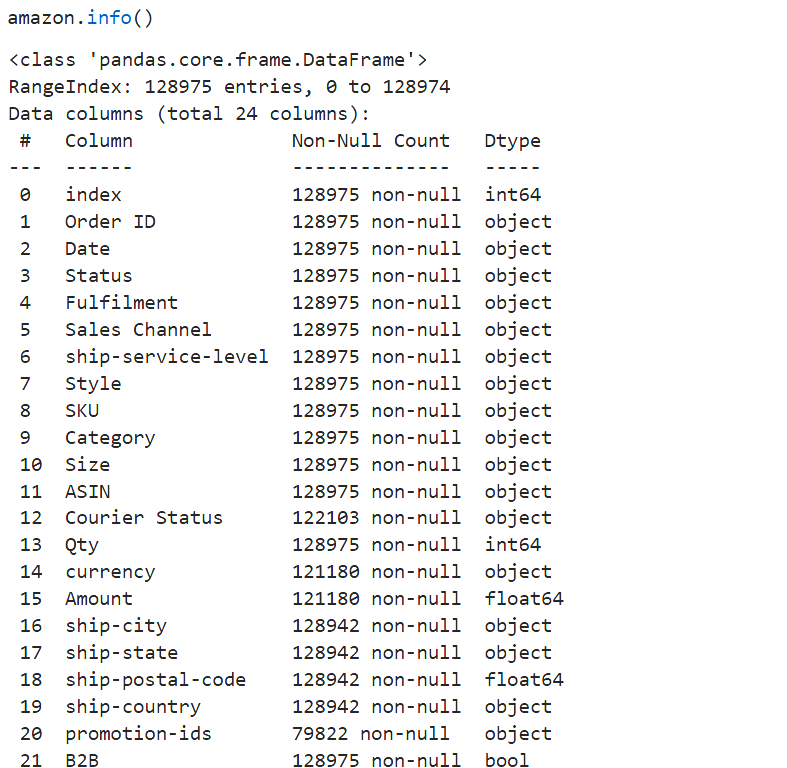 amazon.info()
<class 'pandas.core.frame.DataFrame'>
RangeIndex: 128975 entries, 0 to 128974
Data columns (total 24 columns):
 #   Column              Non-Null Count   Dtype
---  ------              --------------   -----
 0   index               128975 non-null  int64
 1   Order ID            128975 non-null  object
 2   Date                128975 non-null  object
 3   Status              128975 non-null  object
 4   Fulfilment          128975 non-null  object
 5   Sales Channel       128975 non-null  object
 6   ship-service-level  128975 non-null  object
 7   Style               128975 non-null  object
 8   SKU                 128975 non-null  object
 9   Category            128975 non-null  object
 10  Size                128975 non-null  object
 11  ASIN                128975 non-null  object
 12  Courier Status      122103 non-null  object
 13  Qty                 128975 non-null  int64
 14  currency            121180 non-null  object
 15  Amount              121180 non-null  float64
 16  ship-city           128942 non-null  object
 17  ship-state          128942 non-null  object
 18  ship-postal-code    128942 non-null  float64
 19  ship-country        128942 non-null  object
 20  promotion-ids       79822 non-null   object
 21  B2B                 128975 non-null  bool